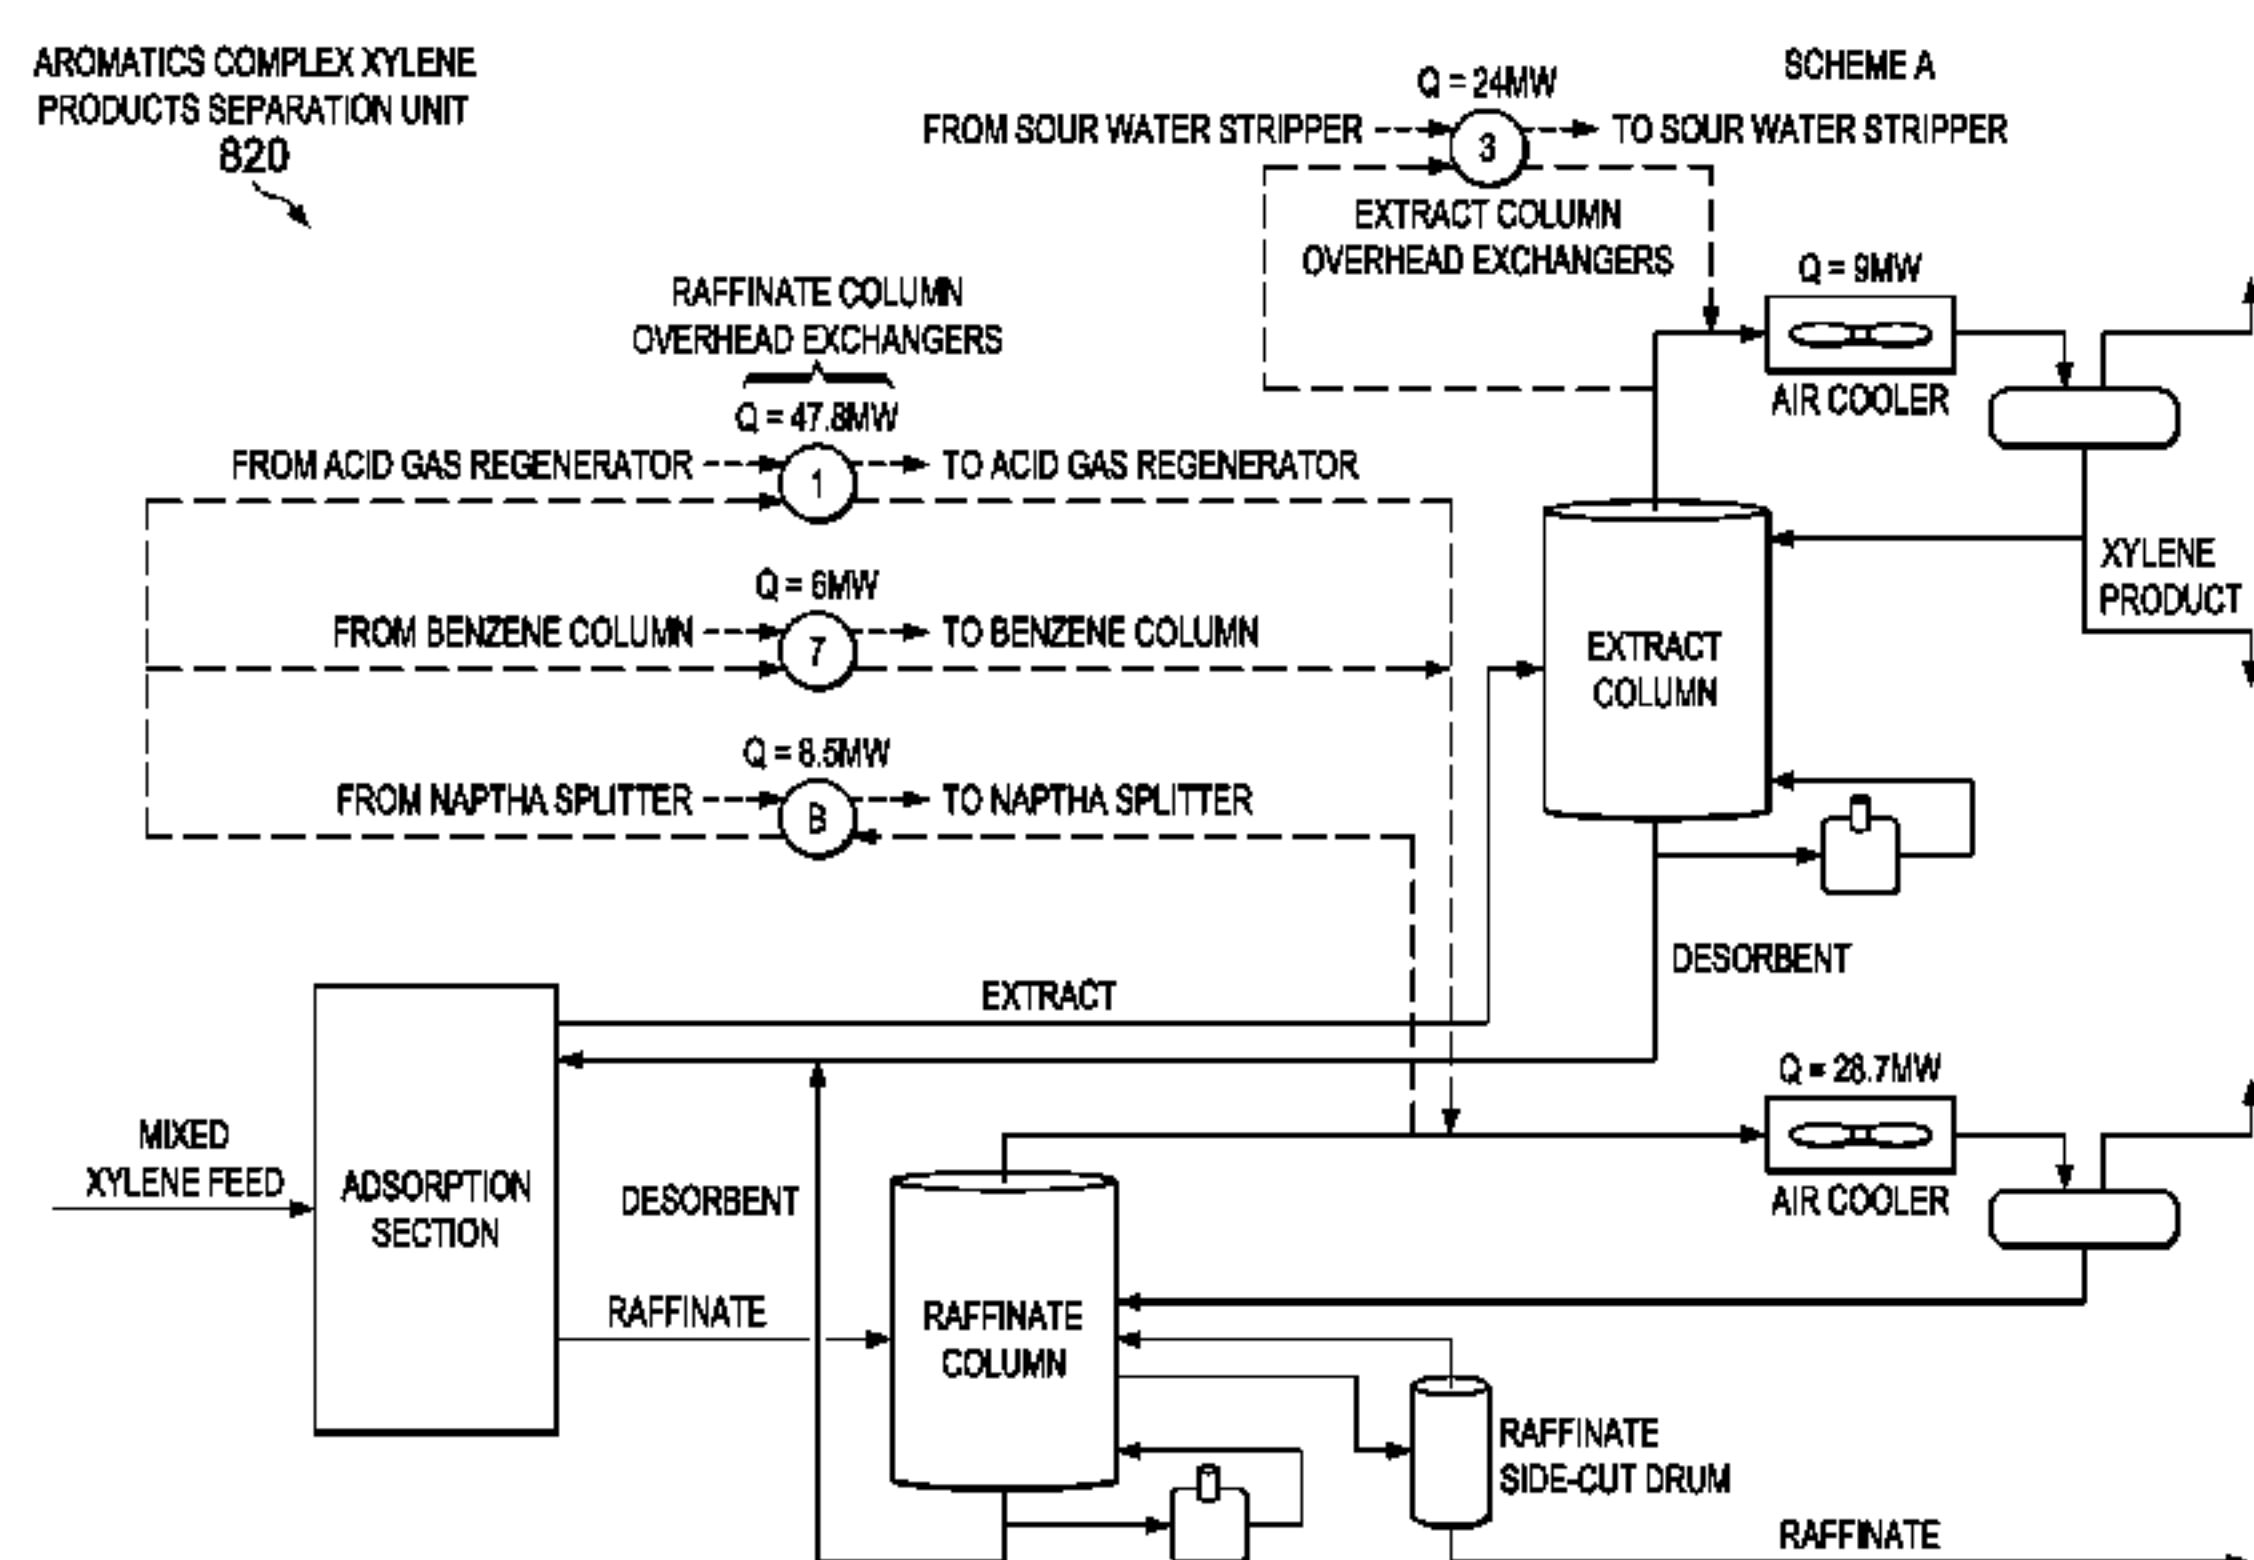 AROMATICS COMPLEX XYLENE
PRODUCTS SEPARATION UNIT
820
SCHEME A
Q = 24MW
FROM SOUR WATER STRIPPER
3
TO SOUR WATER STRIPPER
EXTRACT COLUMN
OVERHEAD EXCHANGERS
Q = 9MW
AIR COOLER
RAFFINATE COLUMN
OVERHEAD EXCHANGERS
Q = 47.8MW
FROM ACID GAS REGENERATOR
1
TO ACID GAS REGENERATOR
Q = 6MW
FROM BENZENE COLUMN
7
TO BENZENE COLUMN
Q = 8.5MW
FROM NAPTHA SPLITTER
B
TO NAPTHA SPLITTER
EXTRACT
COLUMN
XYLENE
PRODUCT
DESORBENT
EXTRACT
Q = 28.7MW
AIR COOLER
MIXED
XYLENE FEED
ADSORPTION
SECTION
DESORBENT
RAFFINATE
RAFFINATE
COLUMN
RAFFINATE
SIDE-CUT DRUM
RAFFINATE